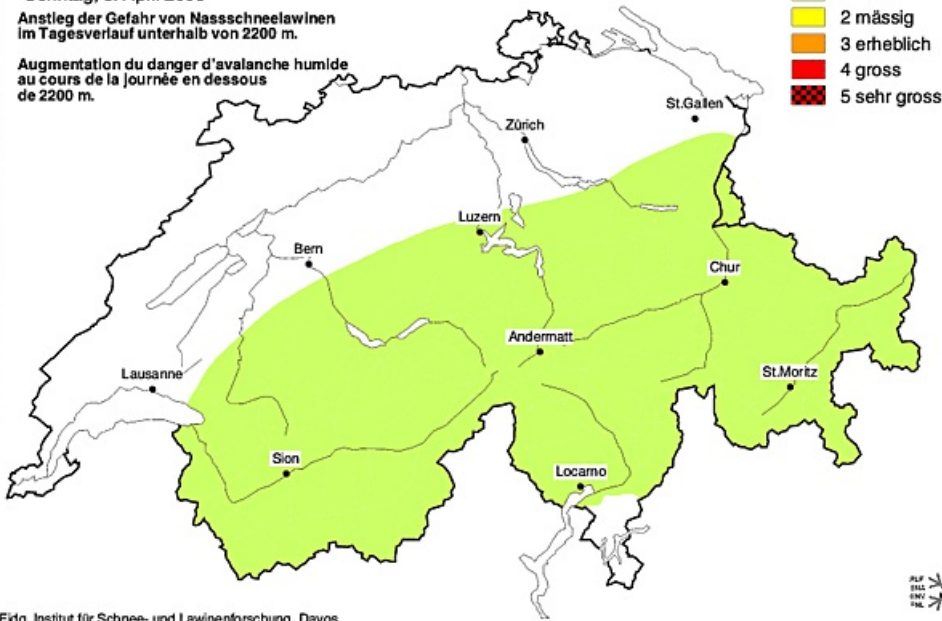 Anstieg der Gefahr von Nassschneelawinen
im Tagesverlauf unterhalb von 2200 m.
Augmentation du danger d'avalanche humide
au cours de la journée en dessous
de 2200 m.
2 mässig
3 erheblich
4 gross
5 sehr gross
St.Gallen
Zürich
Luzern
Bern
Chur
Andermatt
Lausanne
St.Moritz
Sion
Locarno
Eidg. Institut für Schnee- und Lawinenforschung, Davos